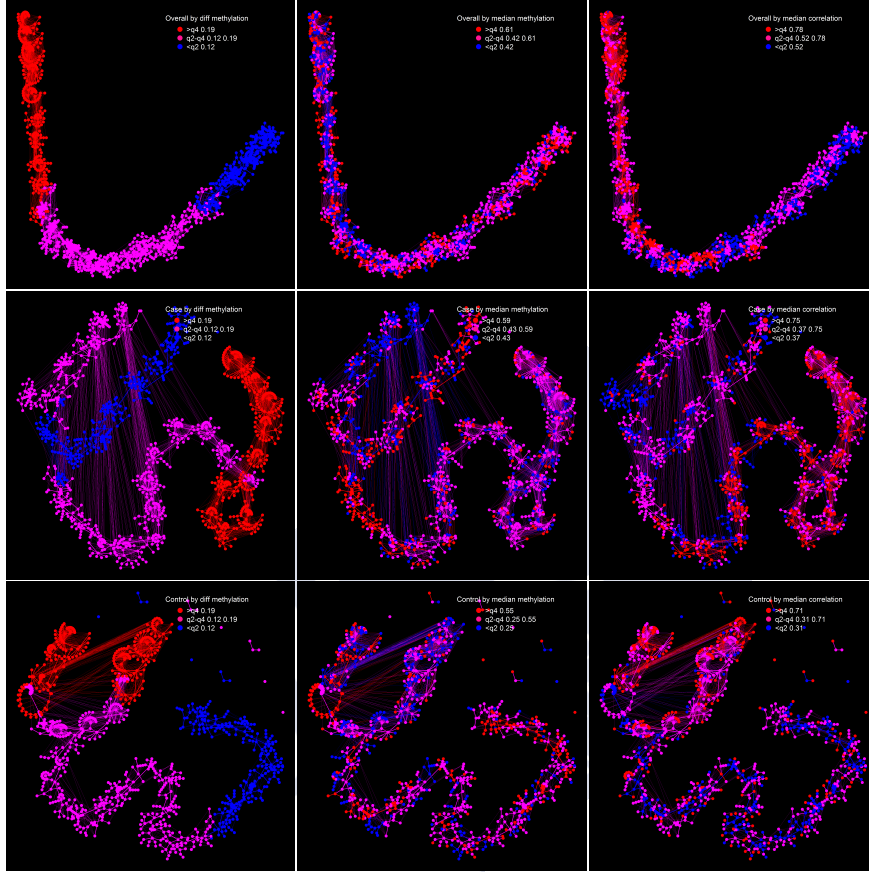 Overall by diff methylation
>q4 0.19
q2-q4 0.12 0.19
<q2 0.12
Overall by median methylation
>q4 0.61
q2-q4 0.42 0.61
<q2 0.42
Overall by median correlation
>q4 0.78
q2-q4 0.52 0.78
<q2 0.52
Case by diff methylation
>q4 0.19
q2-q4 0.12 0.19
<q2 0.12
Case by median methylation
>q4 0.59
q2-q4 0.43 0.59
<q2 0.43
Case by median correlation
>q4 0.75
q2-q4 0.37 0.75
<q2 0.37
Control by diff methylation
>q4 0.19
q2-q4 0.12 0.19
<q2 0.12
Control by median methylation
>q4 0.55
q2-q4 0.25 0.55
<q2 0.25
Control by median correlation
>q4 0.71
q2-q4 0.31 0.71
<q2 0.31